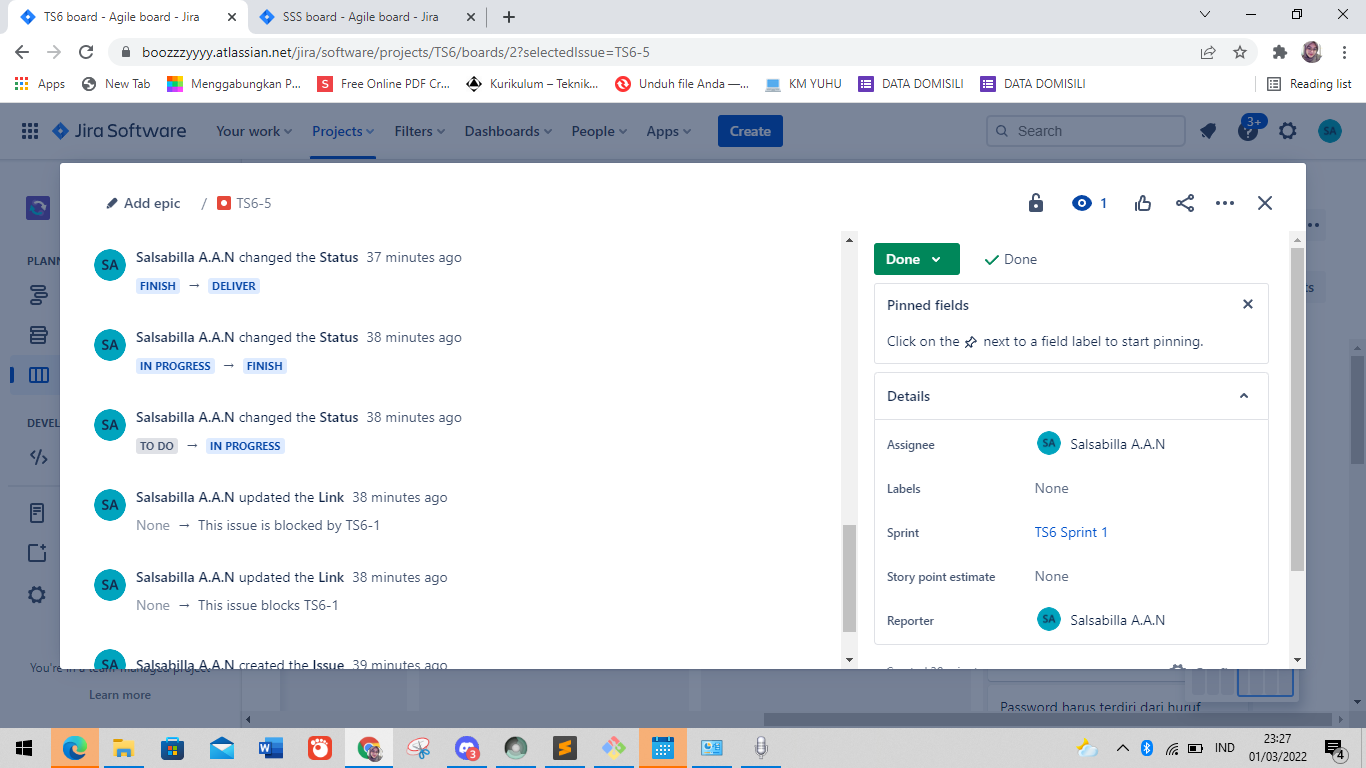 TS6 board - Agile board - Jira
SSS board - Agile board - Jira
boozzzyyyy.atlassian.net/jira/software/projects/TS6/boards/2?selectedIssue=TS6-5
Apps
New Tab
Menggabungkan P...
Free Online PDF Cr...
Kurikulum – Teknik...
Unduh file Anda —...
KM YUHU
DATA DOMISILI
DATA DOMISILI
Reading list
Jira Software
Your work
Projects
Filters
Dashboards
People
Apps
Create
Search
3+
SA
Add epic / TS6-5
1
PLANN
DEVEL
SA
Salsabilla A.A.N changed the Status 37 minutes ago
FINISH → DELIVER
SA
Salsabilla A.A.N changed the Status 38 minutes ago
IN PROGRESS → FINISH
SA
Salsabilla A.A.N changed the Status 38 minutes ago
TO DO → IN PROGRESS
SA
Salsabilla A.A.N updated the Link 38 minutes ago
None → This issue is blocked by TS6-1
SA
Salsabilla A.A.N updated the Link 38 minutes ago
None → This issue blocks TS6-1
SA
Salsabilla A.A.N created the Issue 39 minutes ago
Done
Done
Pinned fields
Click on the next to a field label to start pinning.
Details
Assignee
SA Salsabilla A.A.N
Labels
None
Sprint
TS6 Sprint 1
Story point estimate
None
Reporter
SA Salsabilla A.A.N
You're in a team-managed project
Learn more
Password harus terdiri dari huruf
3
IND
23:27
01/03/2022
4